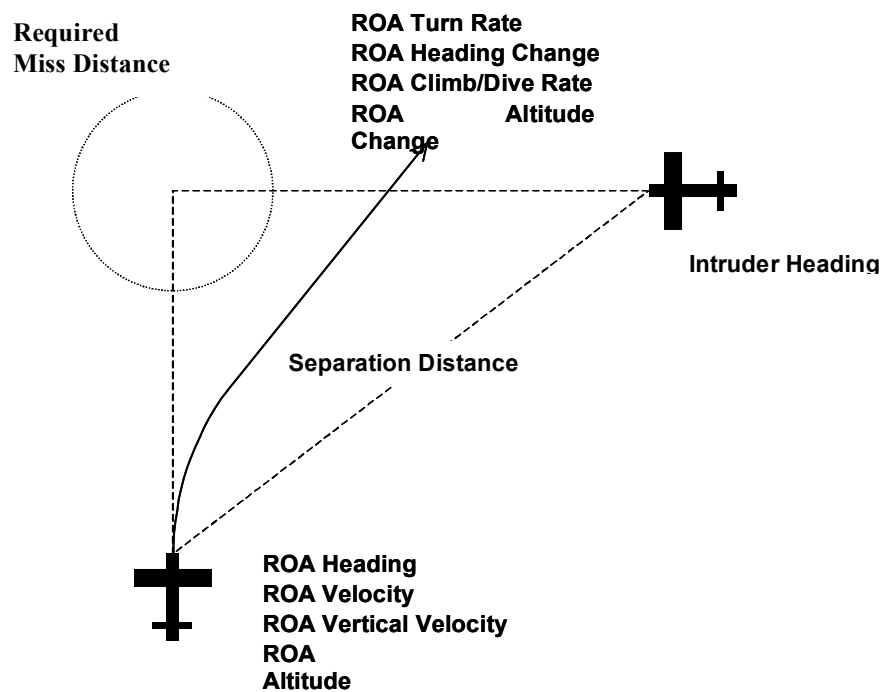 Required
Miss Distance
ROA Turn Rate
ROA Heading Change
ROA Climb/Dive Rate
ROA Altitude
Change
Intruder Heading
Separation Distance
ROA Heading
ROA Velocity
ROA Vertical Velocity
ROA
Altitude